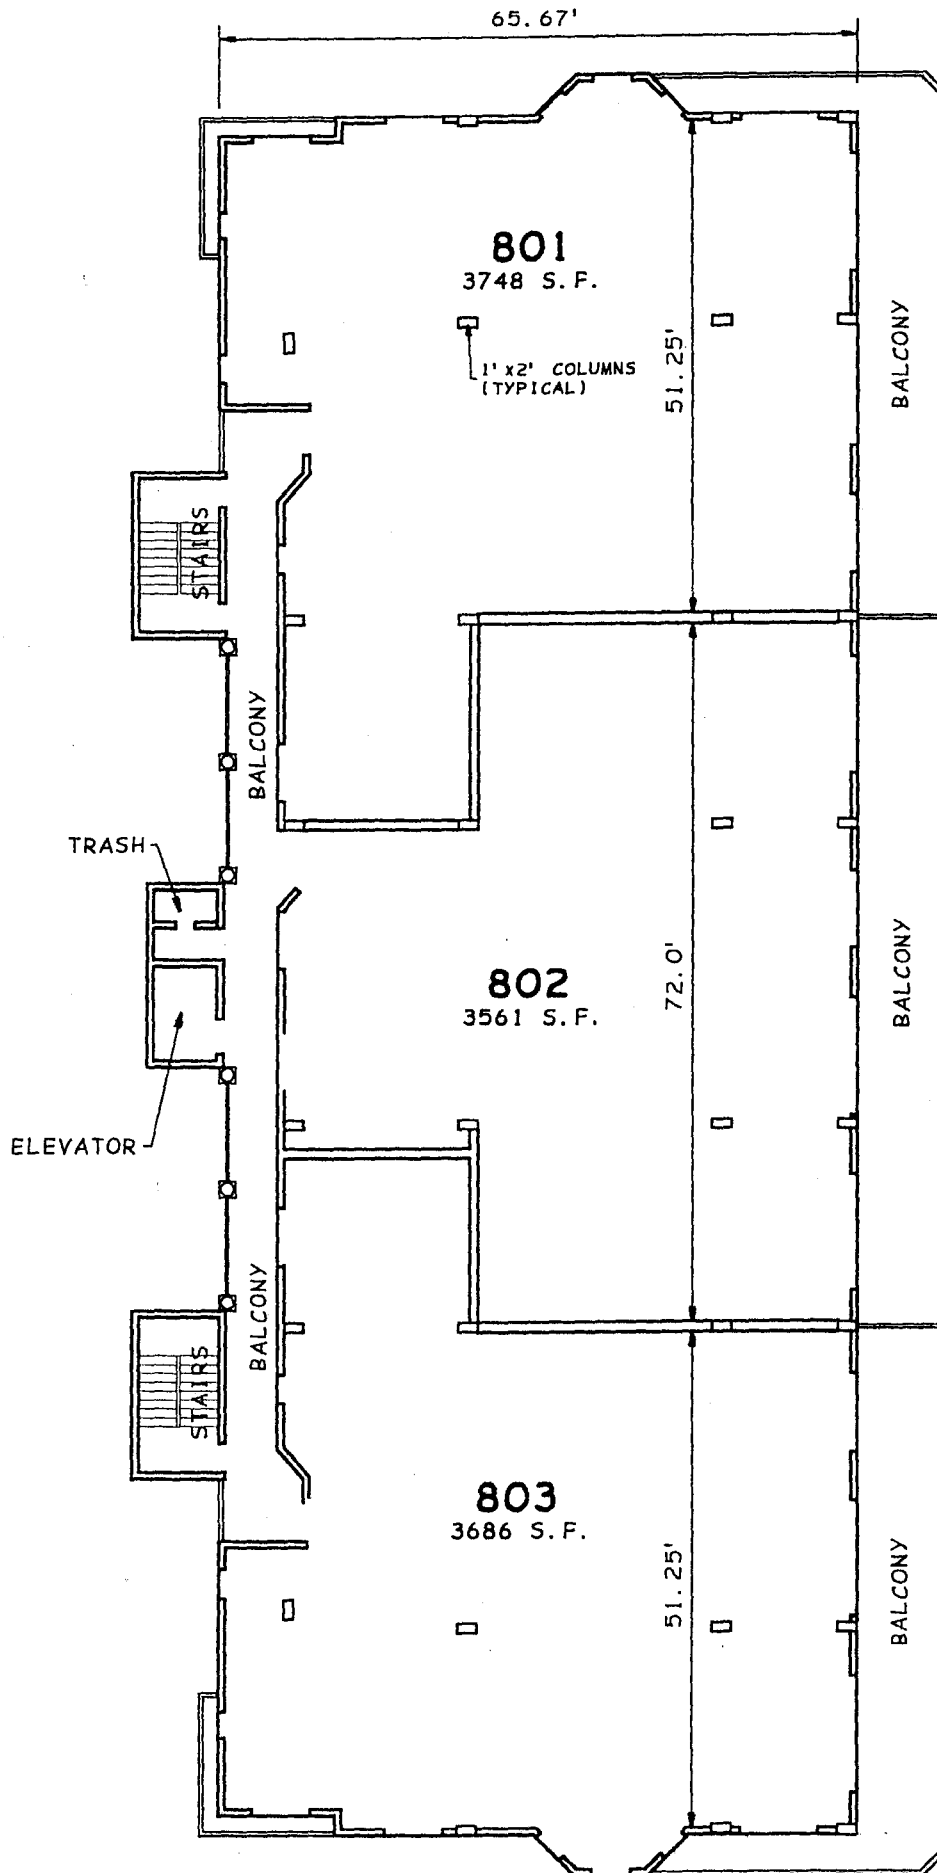 65.67'
801
3748 S.F.
1'x2' COLUMNS
(TYPICAL)
51.25'
BALCONY
STAIRS
BALCONY
TRASH
802
3561 S.F.
72.0'
BALCONY
ELEVATOR
BALCONY
STAIRS
803
3686 S.F.
51.25'
BALCONY